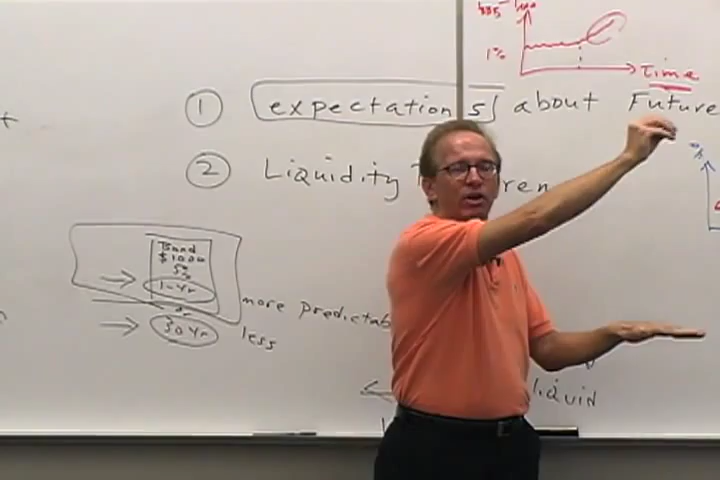 1%
Time
① expectations about Future
② Liquidity
Bond
$1000
5%
1-Yr
more predictab
or
30 Yr
less
liquid